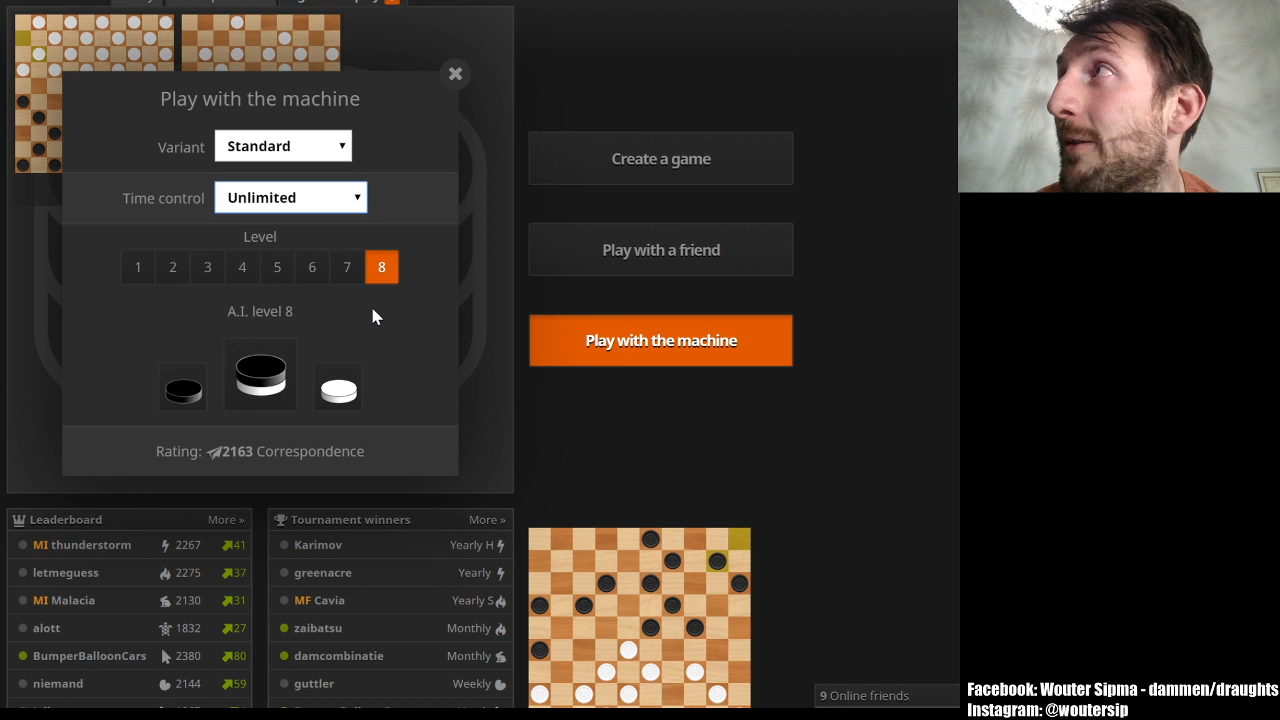 Play with the machine
Variant Standard
Time control Unlimited
Level
1 2 3 4 5 6 7 8
A.I. level 8
Rating: 2163 Correspondence
Create a game
Play with a friend
Play with the machine
Leaderboard More »
MI thunderstorm 2267 41
letmeguess 2275 37
MI Malacia 2130 31
alott 1832 27
BumperBalloonCars 2380 80
niemand 2144 59
Tournament winners More »
Karimov Yearly H
greenacre Yearly
MF Cavia Yearly S
zaibatsu Monthly
damcombinatie Monthly
guttler Weekly
9 Online friends
Facebook: Wouter Sipma - dammen/draughts
Instagram: @woutersip